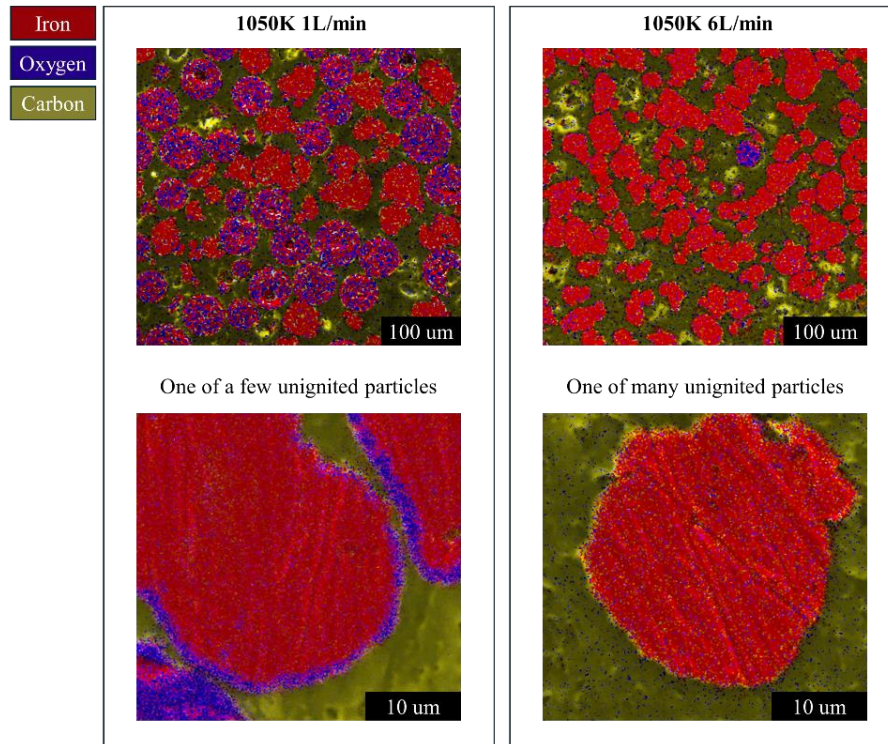 Iron
Oxygen
Carbon
1050K 1L/min
100 um
One of a few unignited particles
10 um
1050K 6L/min
100 um
One of many unignited particles
10 um